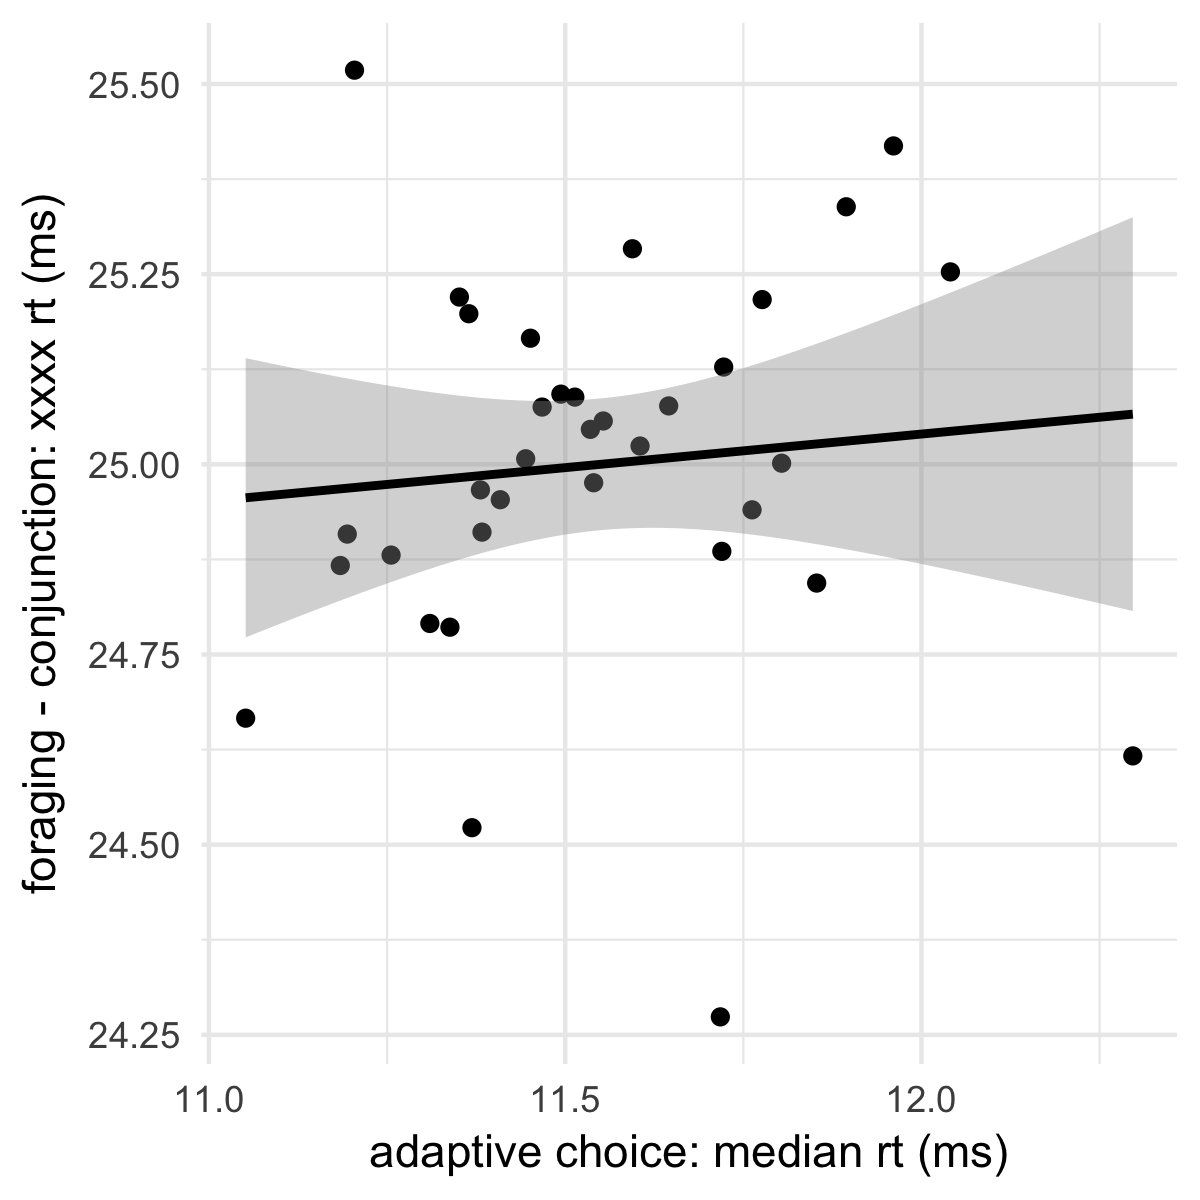 foraging - conjunction: xxxx rt (ms)
25.50
25.25
25.00
24.75
24.50
24.25
11.0 11.5 12.0
adaptive choice: median rt (ms)